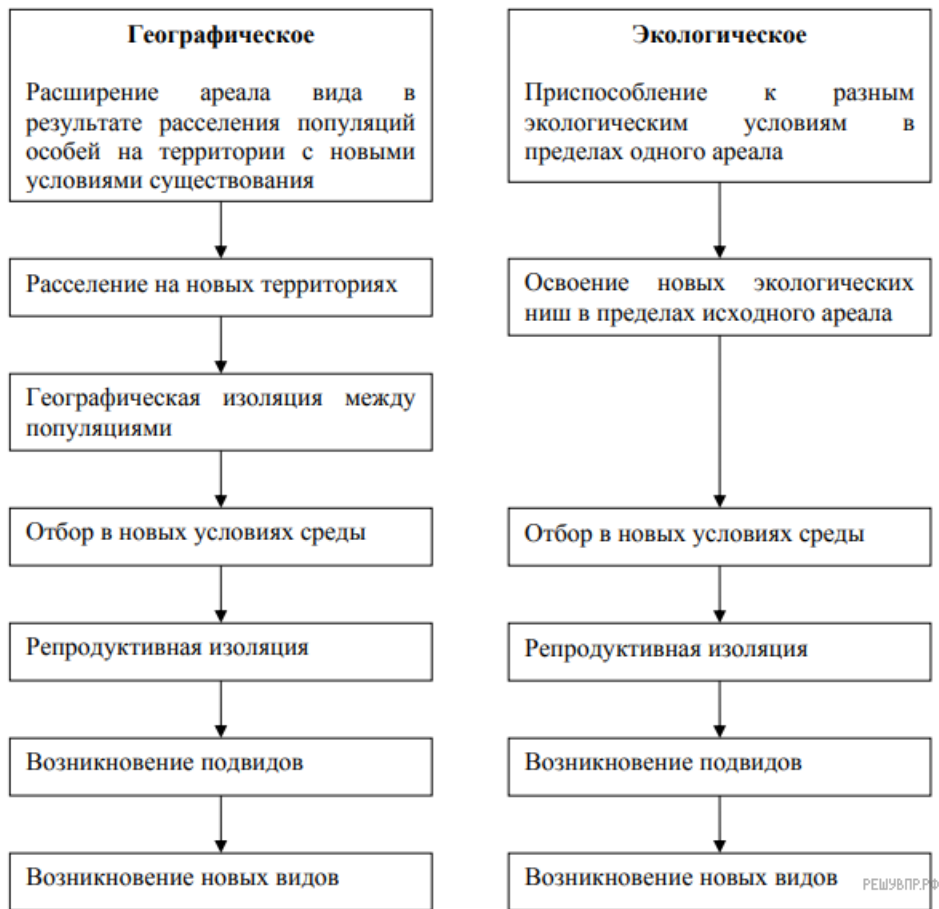 Географическое
Расширение ареала вида в
результате расселения популяций
особей на территории с новыми
условиями существования
Расселение на новых территориях
Географическая изоляция между
популяциями
Отбор в новых условиях среды
Репродуктивная изоляция
Возникновение подвидов
Возникновение новых видов
Экологическое
Приспособление к разным
экологическим условиям в
пределах одного ареала
Освоение новых экологических
ниш в пределах исходного ареала
Отбор в новых условиях среды
Репродуктивная изоляция
Возникновение подвидов
Возникновение новых видов
РЕШУВПР.РФ